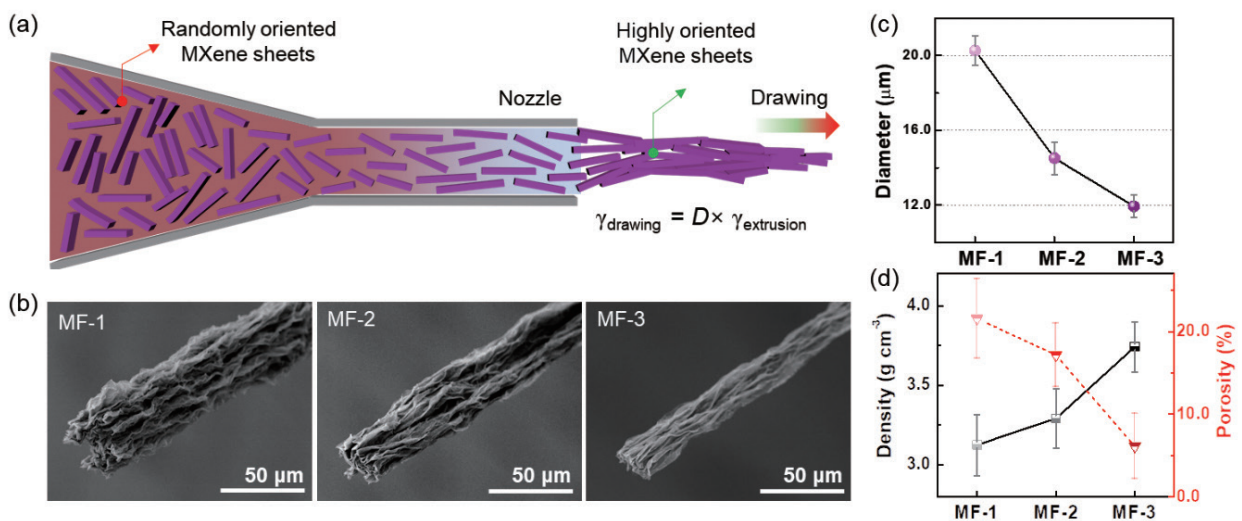 (a)
Randomly oriented
MXene sheets
Highly oriented
MXene sheets
Nozzle
Drawing
γdrawing = D× γextrusion
(b)
MF-1
50 µm
MF-2
50 µm
MF-3
50 µm
(c)
Diameter (µm)
20.0
16.0
12.0
MF-1 MF-2 MF-3
(d)
Density (g cm⁻³)
4.0
3.5
3.0
20.0
10.0
0.0
Porosity (%)
MF-1 MF-2 MF-3